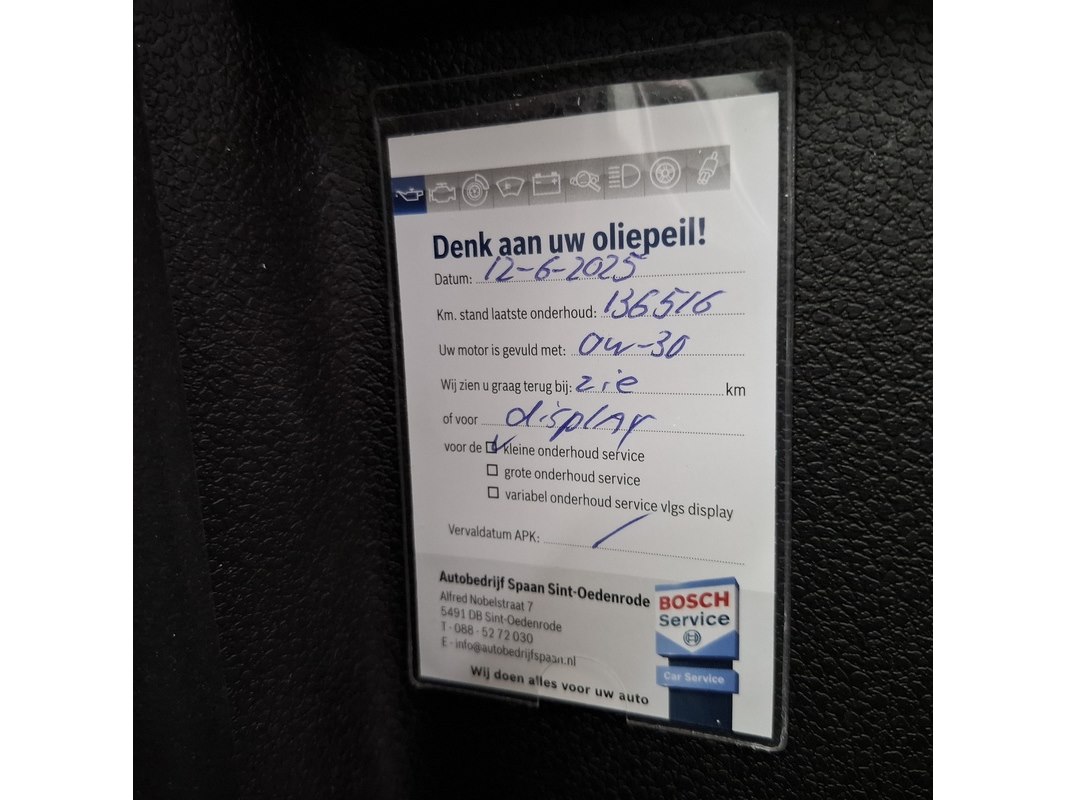 Denk aan uw oliepeil!
Datum: 12-6-2025
Km. stand laatste onderhoud: 136516
Uw motor is gevuld met: 0w-30
Wij zien u graag terug bij: zie km
of voor display
voor de kleine onderhoud service
grote onderhoud service
variabel onderhoud service vlgs display
Vervaldatum APK: /
Autobedrijf Spaan Sint-Oedenrode
Alfred Nobelstraat 7
5491 DB Sint-Oedenrode
T - 088 - 52 72 030
E - info@autobedrijfspaan.nl
Wij doen alles voor uw auto
BOSCH
Service
Car Service